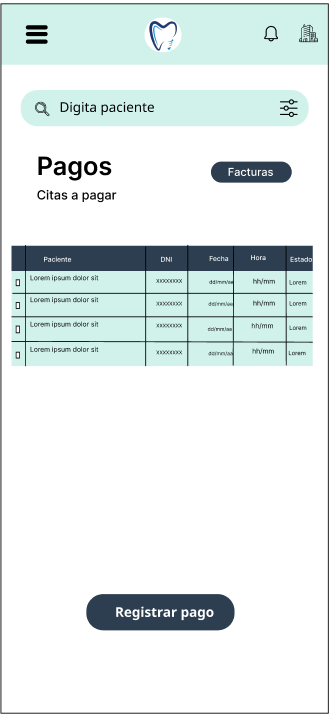 Digita paciente
Pagos
Facturas
Citas a pagar
Paciente DNI Fecha Hora Estado
Lorem ipsum dolor sit xxxxxxxx dd/mm/aa hh/mm Lorem
Lorem ipsum dolor sit xxxxxxxx dd/mm/aa hh/mm Lorem
Lorem ipsum dolor sit xxxxxxxx dd/mm/aa hh/mm Lorem
Lorem ipsum dolor sit xxxxxxxx dd/mm/aa hh/mm Lorem
Registrar pago